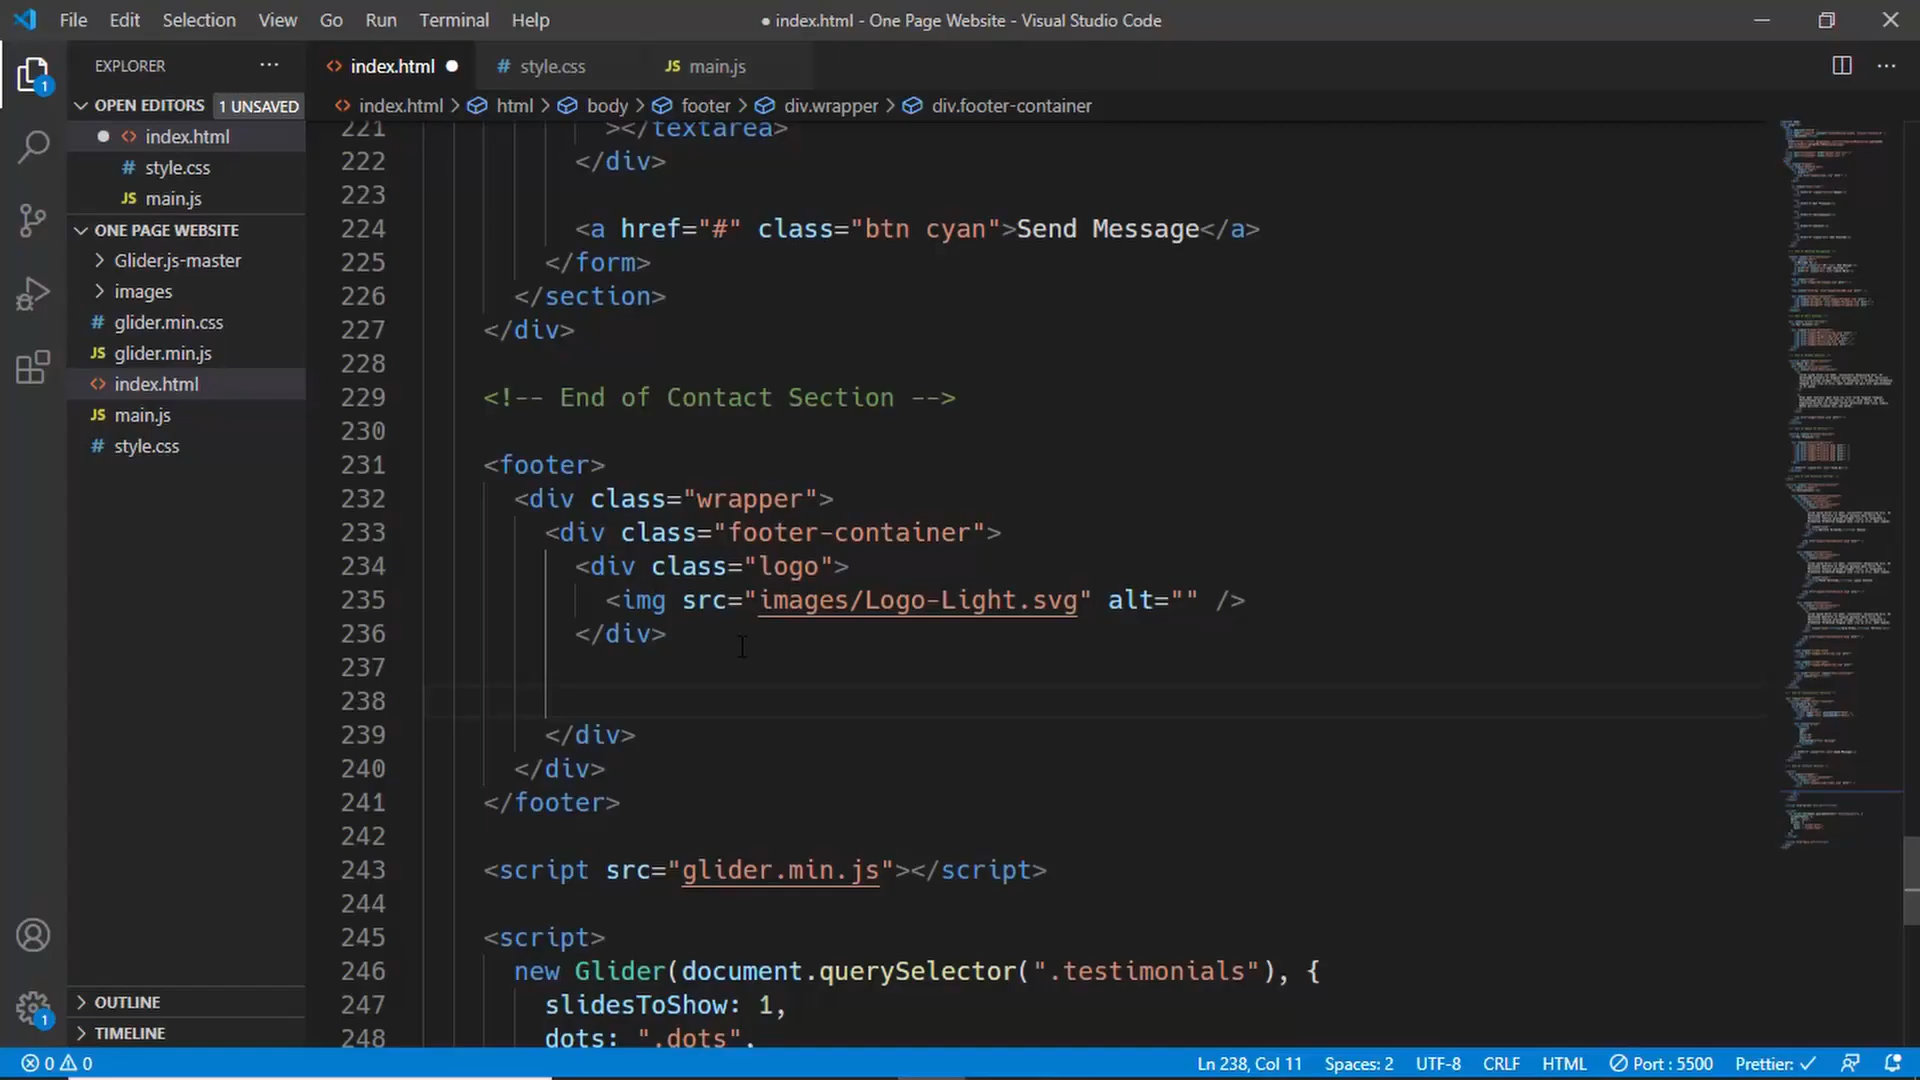 File Edit Selection View Go Run Terminal Help
● index.html - One Page Website - Visual Studio Code
EXPLORER ···
<> index.html ●
# style.css
JS main.js
OPEN EDITORS 1 UNSAVED
● <> index.html
# style.css
JS main.js
ONE PAGE WEBSITE
> Glider.js-master
> images
# glider.min.css
JS glider.min.js
<> index.html
JS main.js
# style.css
OUTLINE
TIMELINE
1
1
<> index.html > html > body > footer > div.wrapper > div.footer-container
221 ></textarea>
222 </div>
223
224 <a href="#" class="btn cyan">Send Message</a>
225 </form>
226 </section>
227 </div>
228
229 <!-- End of Contact Section -->
230
231 <footer>
232 <div class="wrapper">
233 <div class="footer-container">
234 <div class="logo">
235 <img src="images/Logo-Light.svg" alt="" />
236 </div>
237
238
239 </div>
240 </div>
241 </footer>
242
243 <script src="glider.min.js"></script>
244
245 <script>
246 new Glider(document.querySelector(".testimonials"), {
247 slidesToShow: 1,
248 dots: ".dots",
0 0 Ln 238, Col 11 Spaces: 2 UTF-8 CRLF HTML Port : 5500 Prettier: ✓